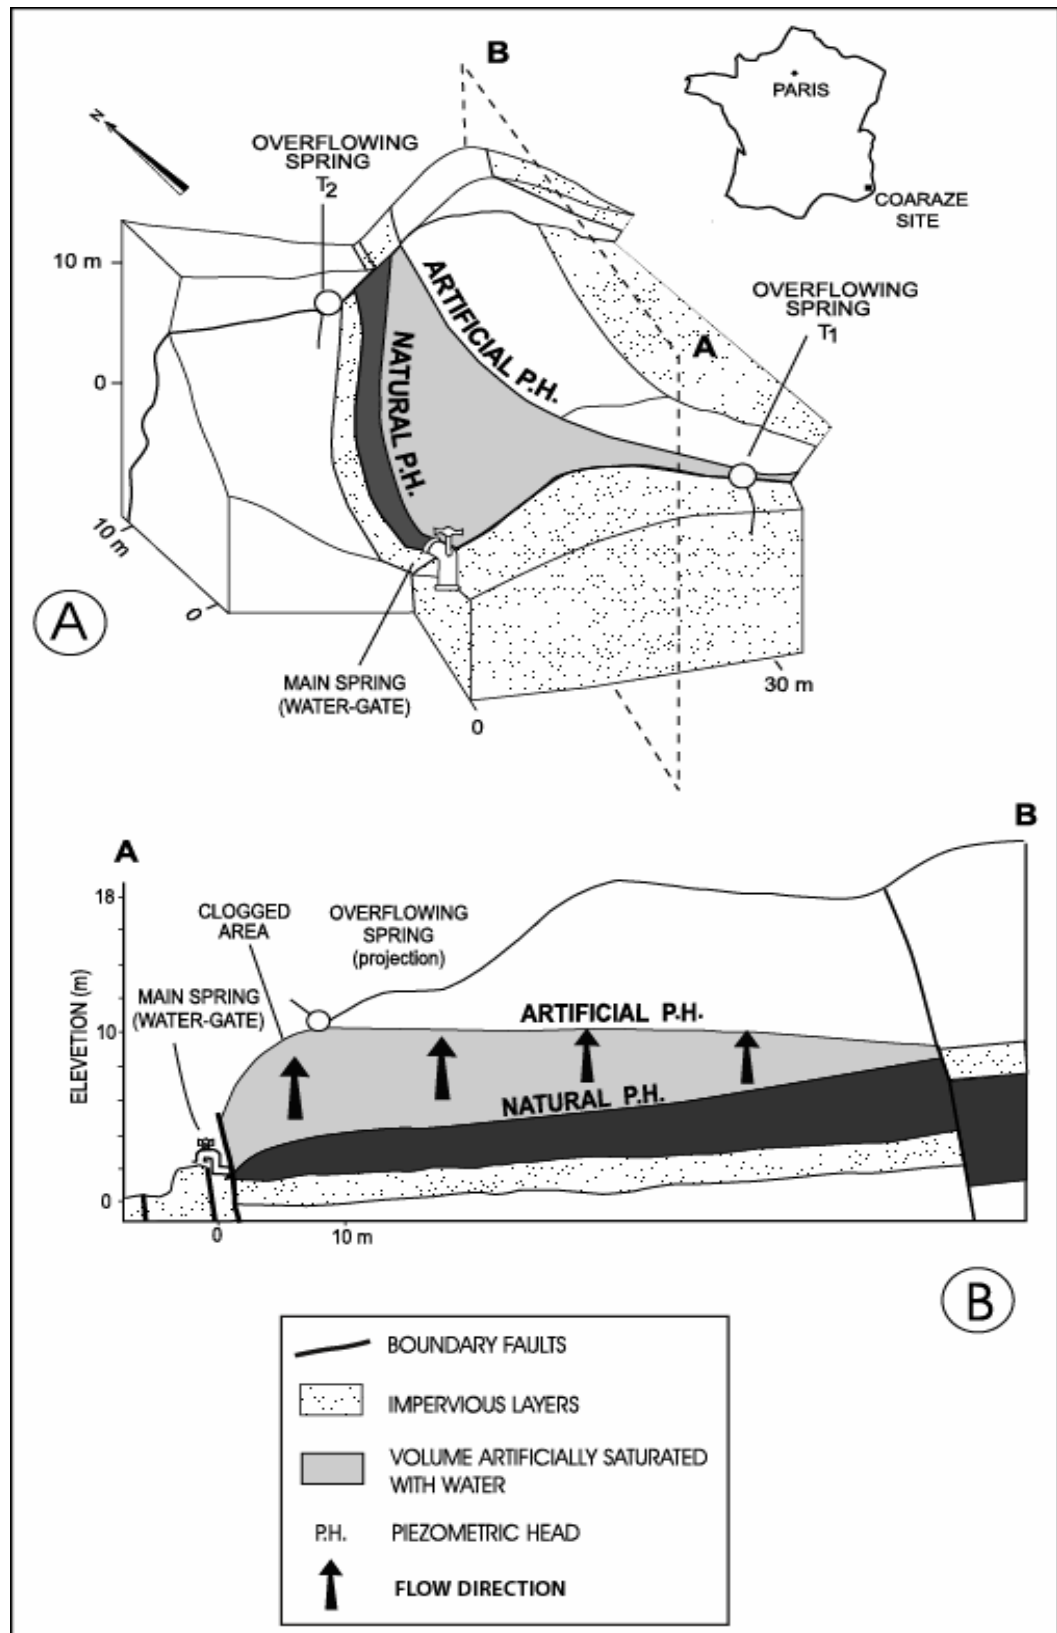 B
PARIS
COARAZE
SITE
N
OVERFLOWING
SPRING
T2
10 m
0
ARTIFICIAL P.H.
NATURAL P.H.
OVERFLOWING
SPRING
T1
A
10 m
0
A
MAIN SPRING
(WATER-GATE)
0
30 m
A
B
18
10
0
ELEVETION (m)
CLOGGED
AREA
OVERFLOWING
SPRING
(projection)
MAIN SPRING
(WATER-GATE)
ARTIFICIAL P.H.
NATURAL P.H.
0
10 m
B
BOUNDARY FAULTS
IMPERVIOUS LAYERS
VOLUME ARTIFICIALLY SATURATED
WITH WATER
P.H. PIEZOMETRIC HEAD
FLOW DIRECTION